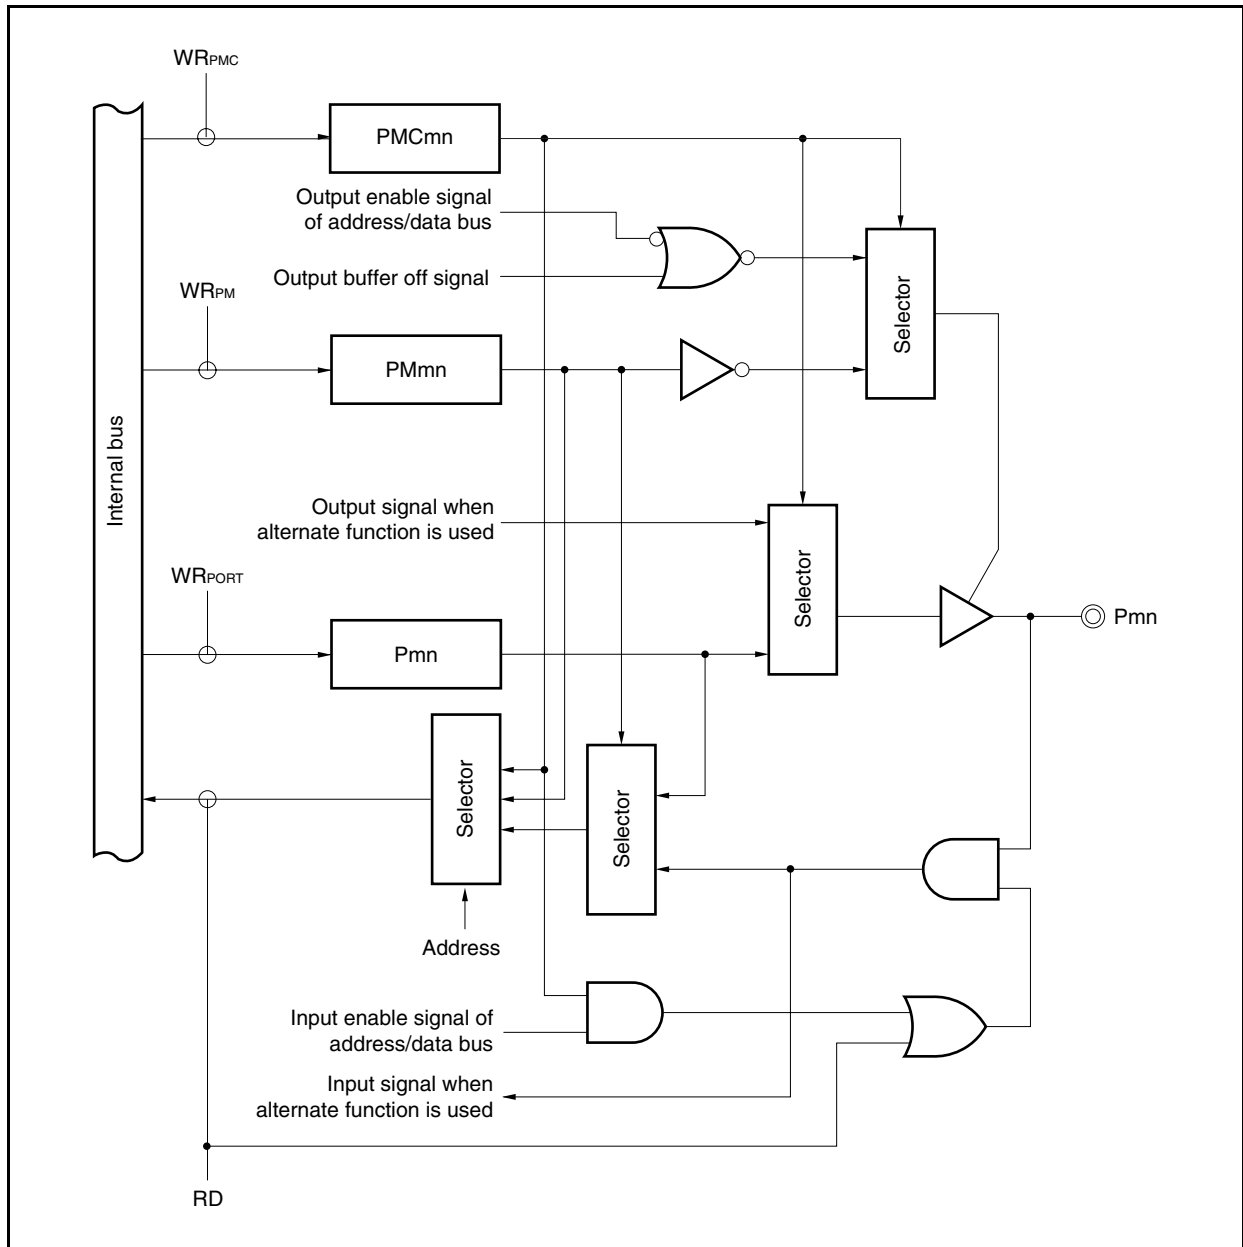 WRPMC
PMCmn
Output enable signal
of address/data bus
Output buffer off signal
Selector
WRPM
PMmn
Internal bus
Output signal when
alternate function is used
Selector
WRPORT
Pmn
Pmn
Selector
Selector
Address
Input enable signal of
address/data bus
Input signal when
alternate function is used
RD